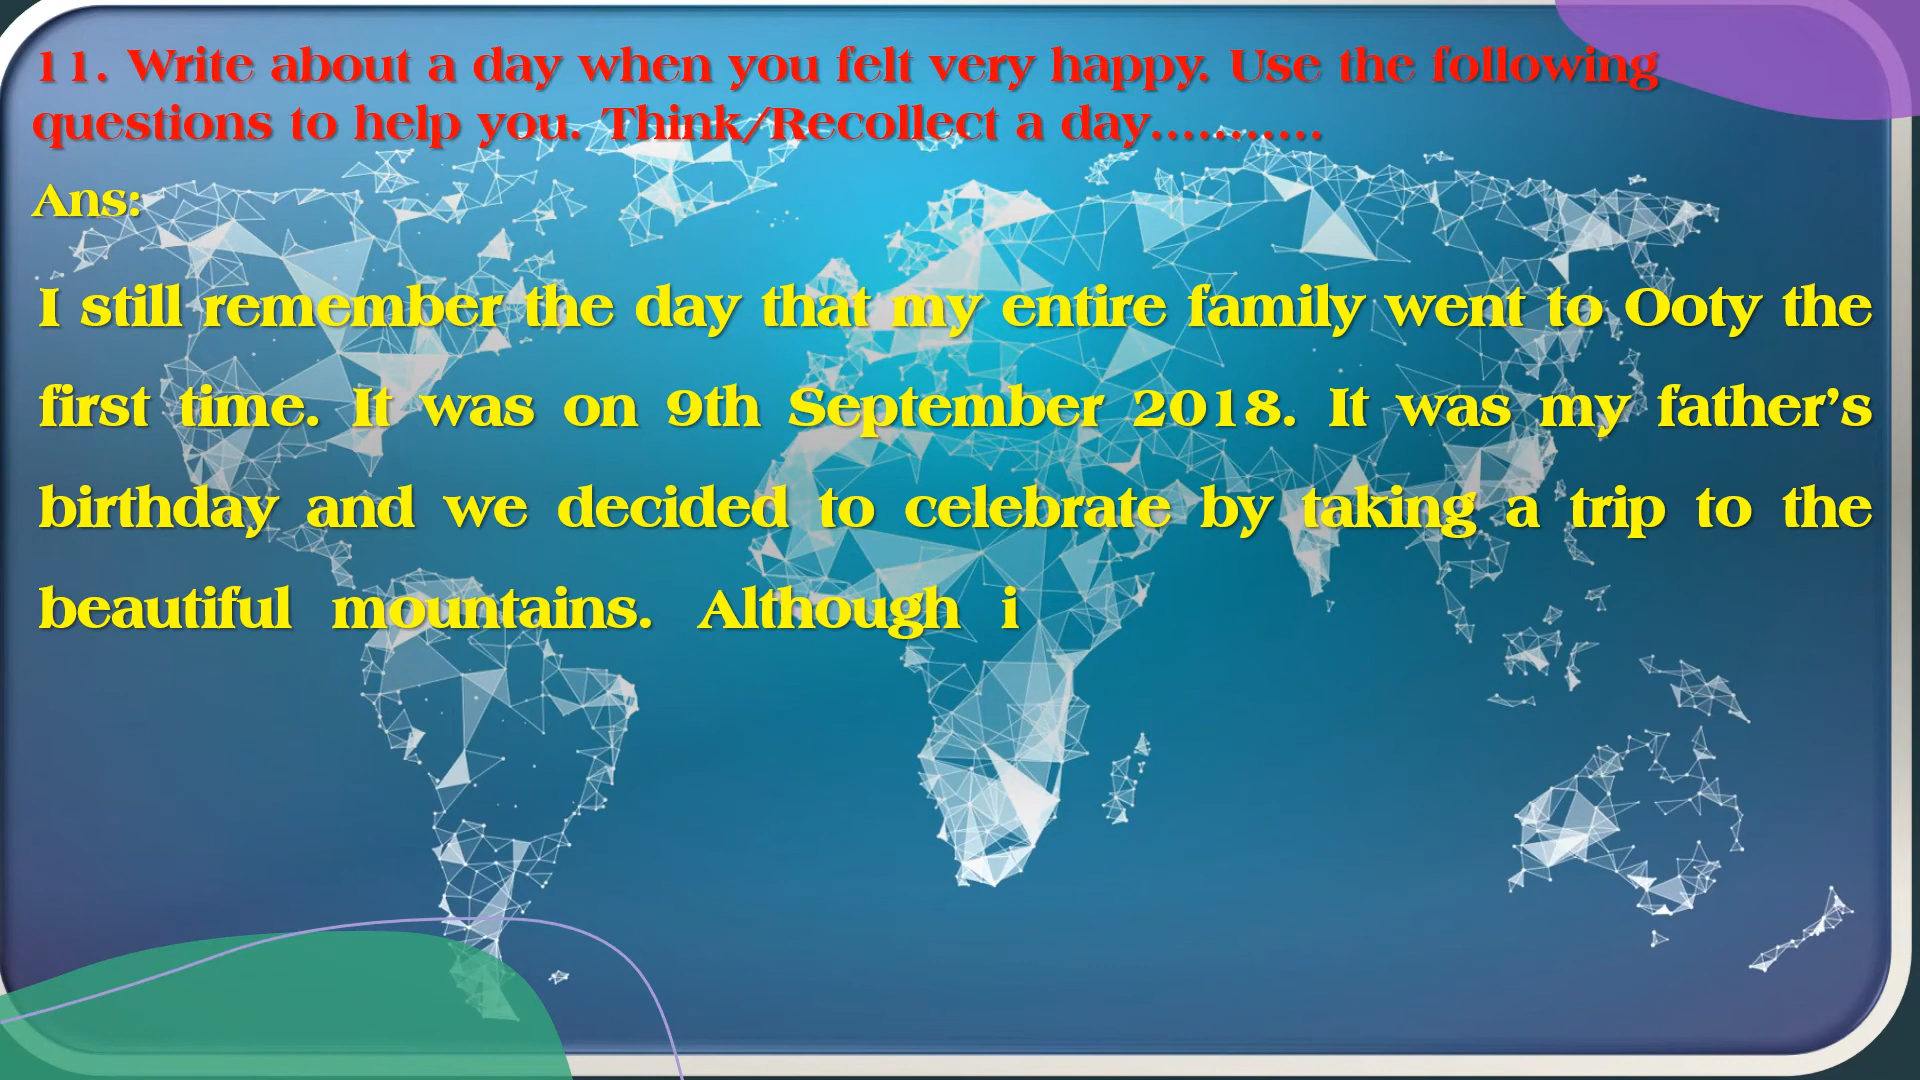 11. Write about a day when you felt very happy. Use the following
questions to help you. Think/Recollect a day...........
Ans:
I still remember the day that my entire family went to Ooty the
first time. It was on 9th September 2018. It was my father’s
birthday and we decided to celebrate by taking a trip to the
beautiful mountains. Although i